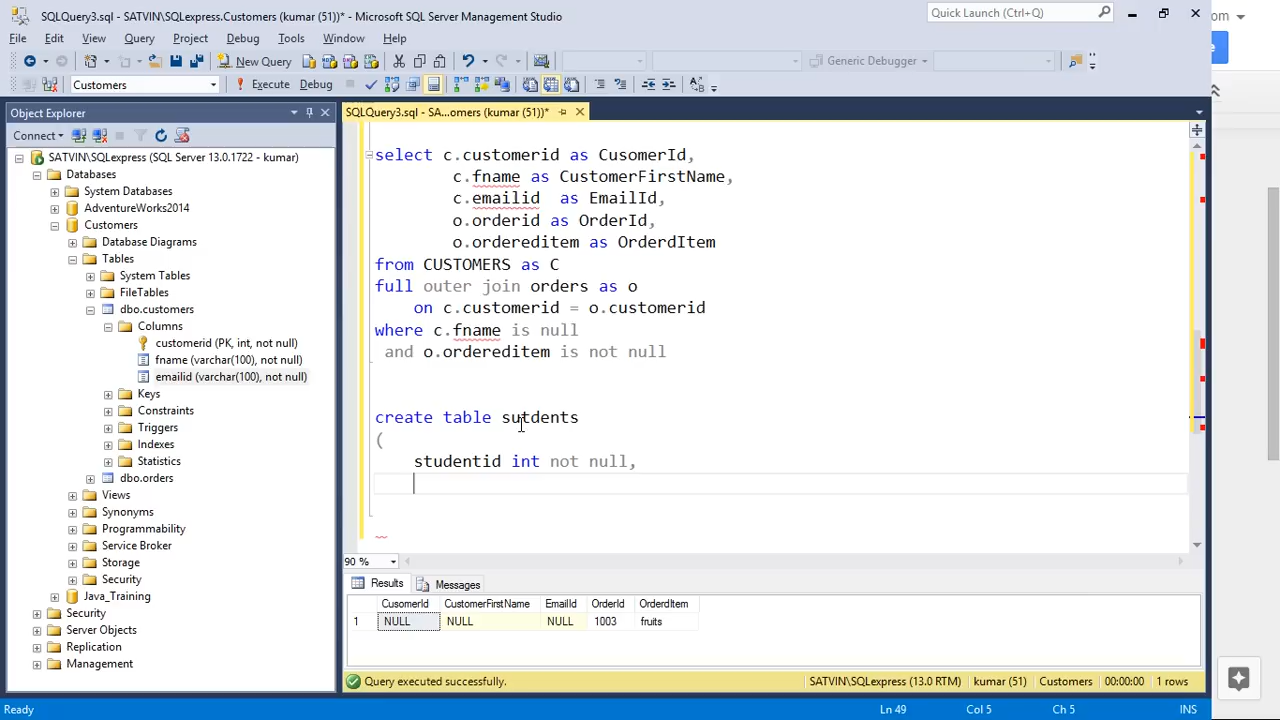 SQLQuery3.sql - SATVIN\SQLexpress.Customers (kumar (51))* - Microsoft SQL Server Management Studio
Quick Launch (Ctrl+Q)
om
File Edit View Query Project Debug Tools Window Help
New Query
Generic Debugger
Customers
Execute Debug
Object Explorer
Connect
SATVIN\SQLexpress (SQL Server 13.0.1722 - kumar)
Databases
System Databases
AdventureWorks2014
Customers
Database Diagrams
Tables
System Tables
FileTables
dbo.customers
Columns
customerid (PK, int, not null)
fname (varchar(100), not null)
emailid (varchar(100), not null)
Keys
Constraints
Triggers
Indexes
Statistics
dbo.orders
Views
Synonyms
Programmability
Service Broker
Storage
Security
Java_Training
Security
Server Objects
Replication
Management
SQLQuery3.sql - SA...omers (kumar (51))*
select c.customerid as CusomerId,
c.fname as CustomerFirstName,
c.emailid as EmailId,
o.orderid as OrderId,
o.ordereditem as OrderdItem
from CUSTOMERS as C
full outer join orders as o
on c.customerid = o.customerid
where c.fname is null
and o.ordereditem is not null
create table sutdents
(
studentid int not null,
90 %
Results Messages
CusomerId CustomerFirstName EmailId OrderId OrderdItem
1 NULL NULL NULL 1003 fruits
Query executed successfully.
SATVIN\SQLexpress (13.0 RTM) kumar (51) Customers 00:00:00 1 rows
Ready
Ln 49 Col 5 Ch 5 INS